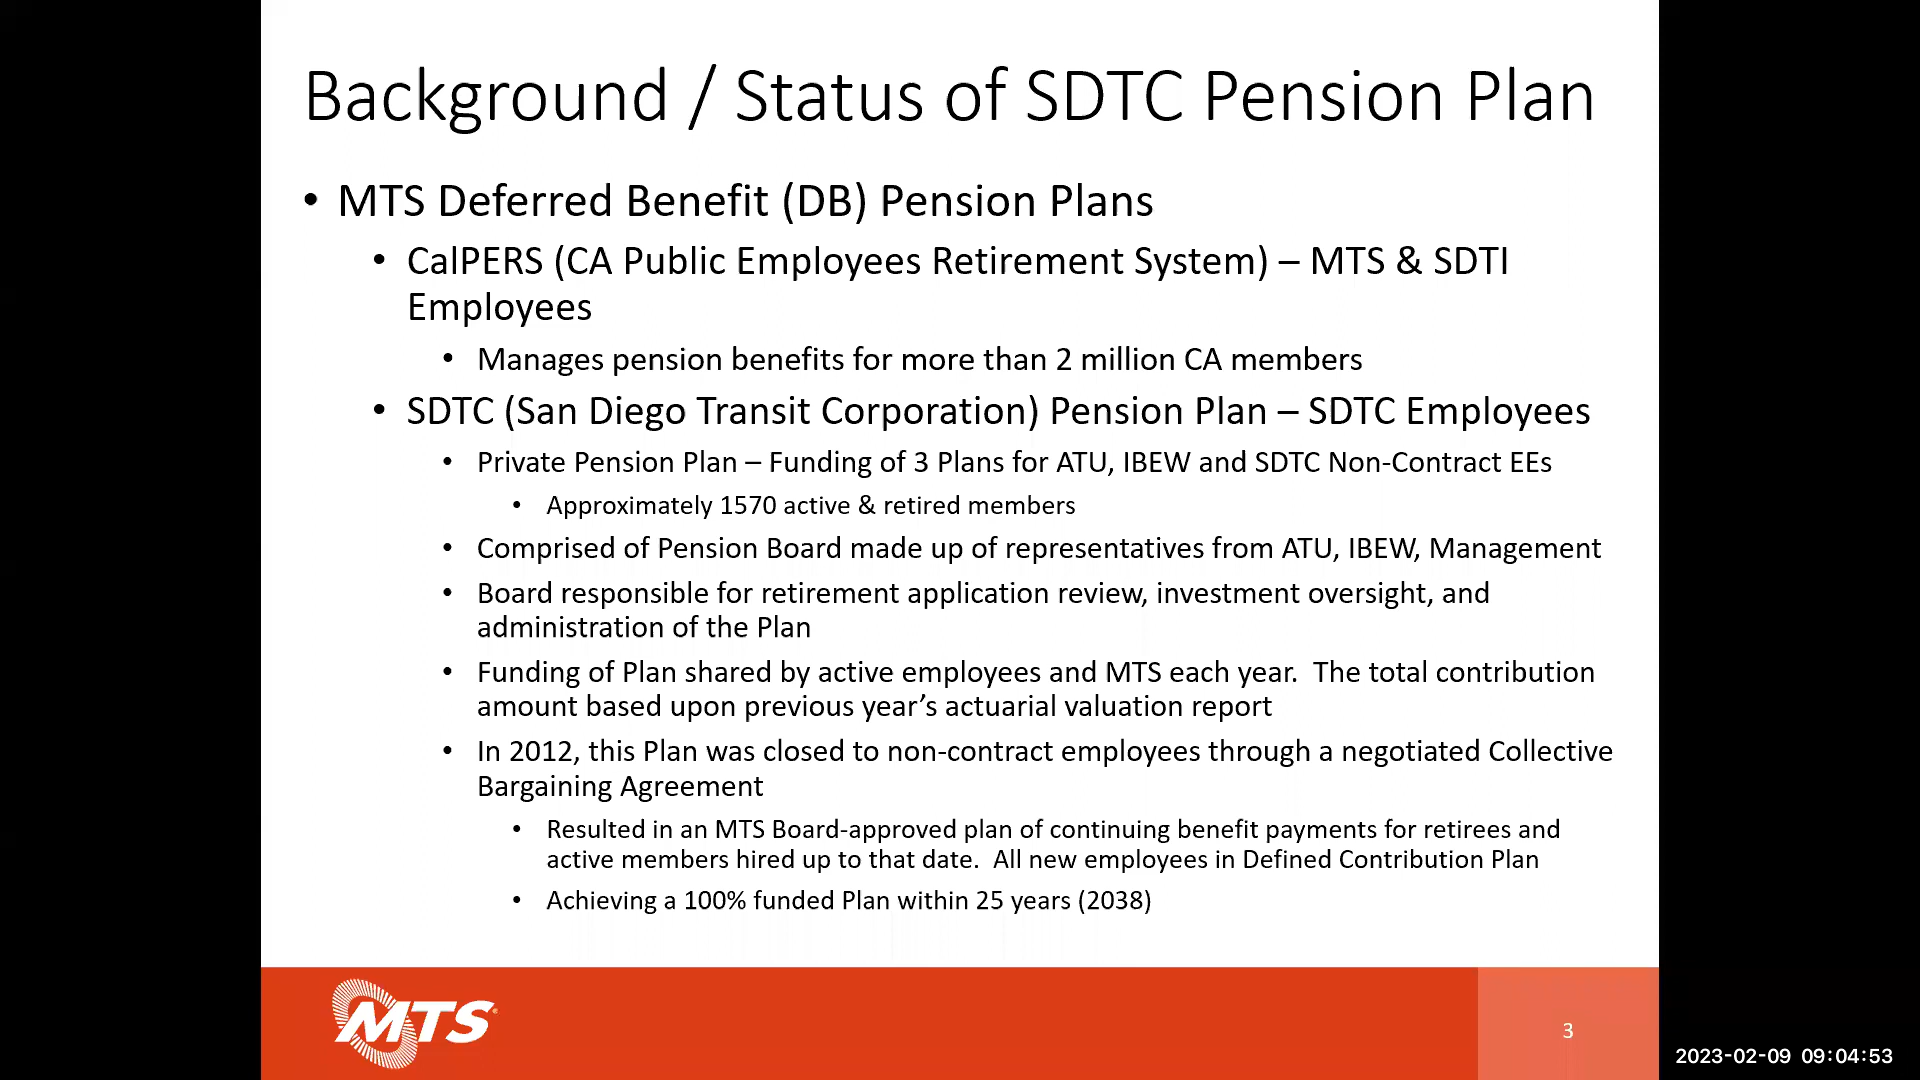 Background / Status of SDTC Pension Plan
• MTS Deferred Benefit (DB) Pension Plans
• CalPERS (CA Public Employees Retirement System) – MTS & SDTI
Employees
• Manages pension benefits for more than 2 million CA members
• SDTC (San Diego Transit Corporation) Pension Plan – SDTC Employees
• Private Pension Plan – Funding of 3 Plans for ATU, IBEW and SDTC Non-Contract EEs
• Approximately 1570 active & retired members
• Comprised of Pension Board made up of representatives from ATU, IBEW, Management
• Board responsible for retirement application review, investment oversight, and
administration of the Plan
• Funding of Plan shared by active employees and MTS each year.  The total contribution
amount based upon previous year’s actuarial valuation report
• In 2012, this Plan was closed to non-contract employees through a negotiated Collective
Bargaining Agreement
• Resulted in an MTS Board-approved plan of continuing benefit payments for retirees and
active members hired up to that date.  All new employees in Defined Contribution Plan
• Achieving a 100% funded Plan within 25 years (2038)
MTS
3
2023-02-09 09:04:53